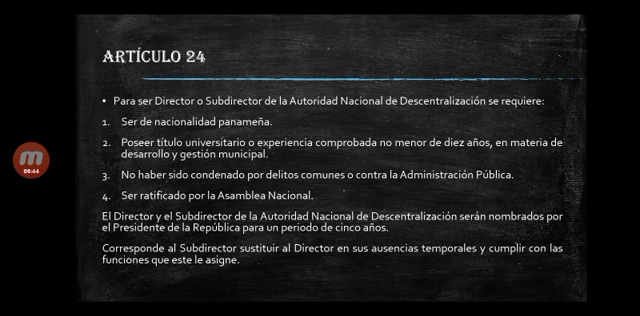 ARTÍCULO 24
▪ Para ser Director o Subdirector de la Autoridad Nacional de Descentralización se requiere:
1. Ser de nacionalidad panameña.
2. Poseer título universitario o experiencia comprobada no menor de diez años, en materia de
desarrollo y gestión municipal.
3. No haber sido condenado por delitos comunes o contra la Administración Pública.
4. Ser ratificado por la Asamblea Nacional.
El Director y el Subdirector de la Autoridad Nacional de Descentralización serán nombrados por
el Presidente de la República para un periodo de cinco años.
Corresponde al Subdirector sustituir al Director en sus ausencias temporales y cumplir con las
funciones que este le asigne.
06:44